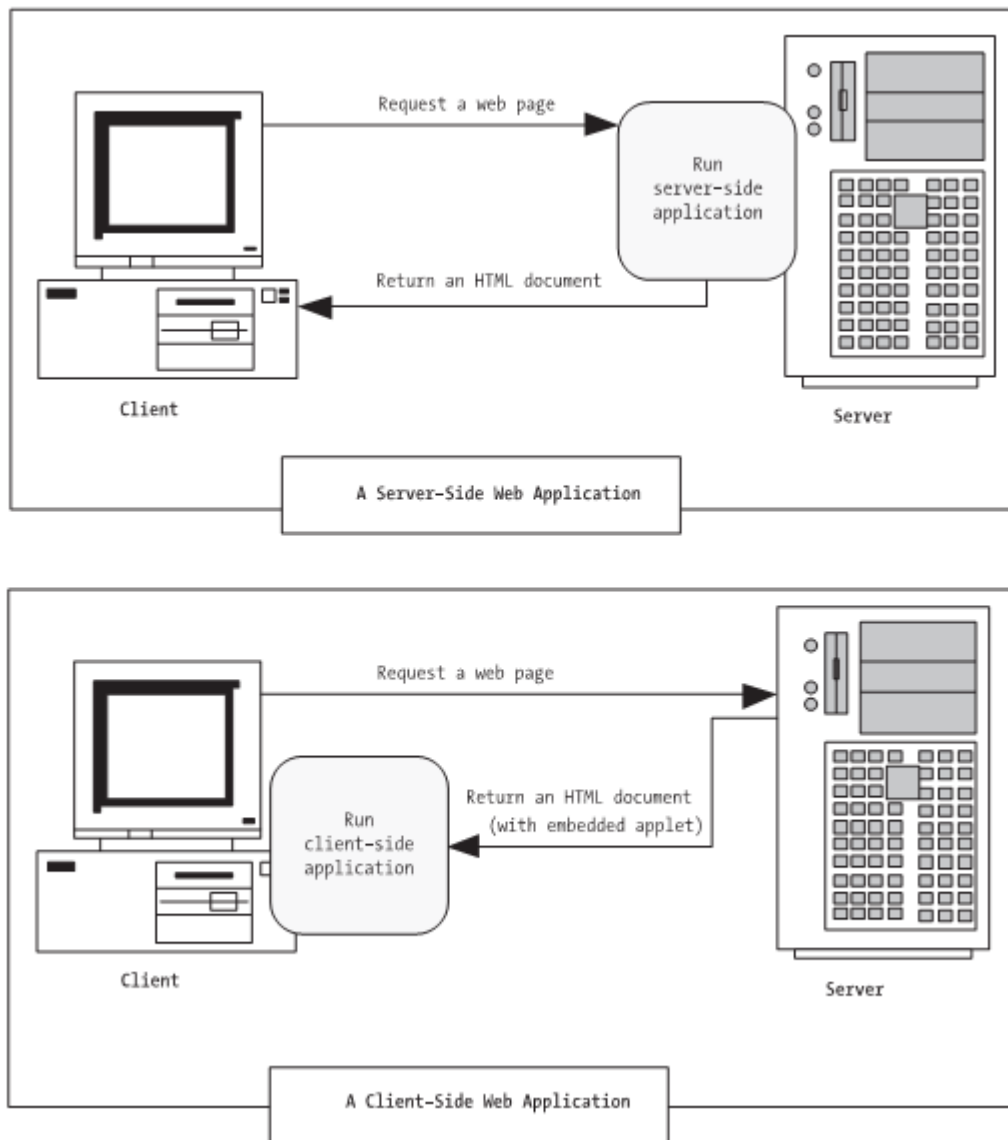 Request a web page
Run
server-side
application
Return an HTML document
Client
Server
A Server-Side Web Application
Request a web page
Return an HTML document
(with embedded applet)
Run
client-side
application
Client
Server
A Client-Side Web Application